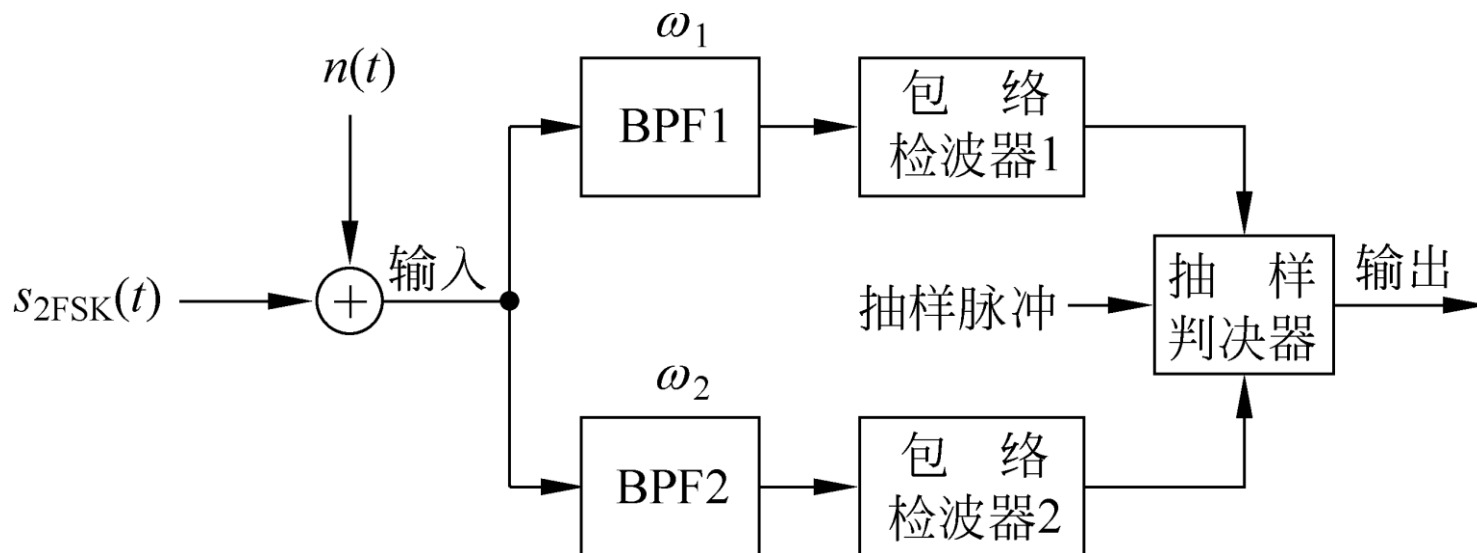 n(t)
s2FSK(t)
输入
ω1
BPF1
包 络
检波器1
ω2
BPF2
包 络
检波器2
抽样脉冲
抽 样
判决器
输出